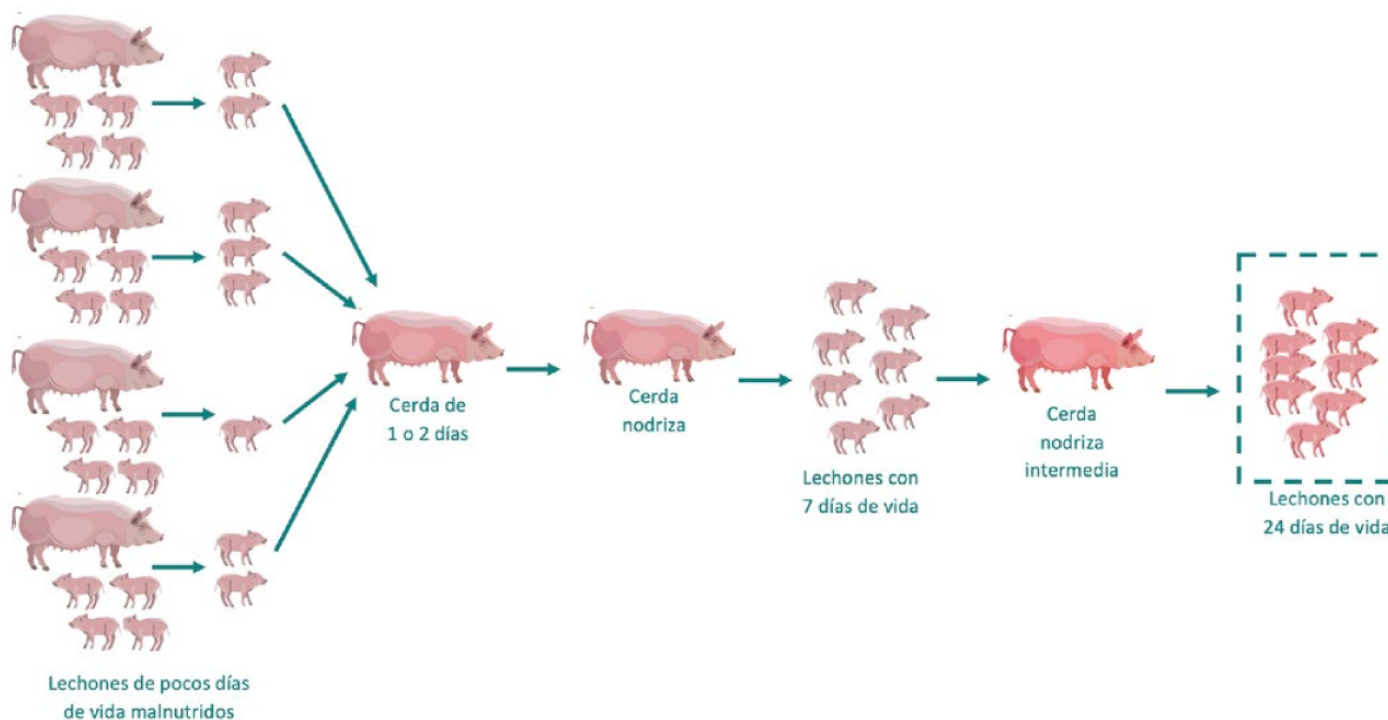 Lechones de pocos días
de vida malnutridos
Cerda de
1 o 2 días
Cerda
nodriza
Lechones con
7 días de vida
Cerda
nodriza
intermedia
Lechones con
24 días de vida